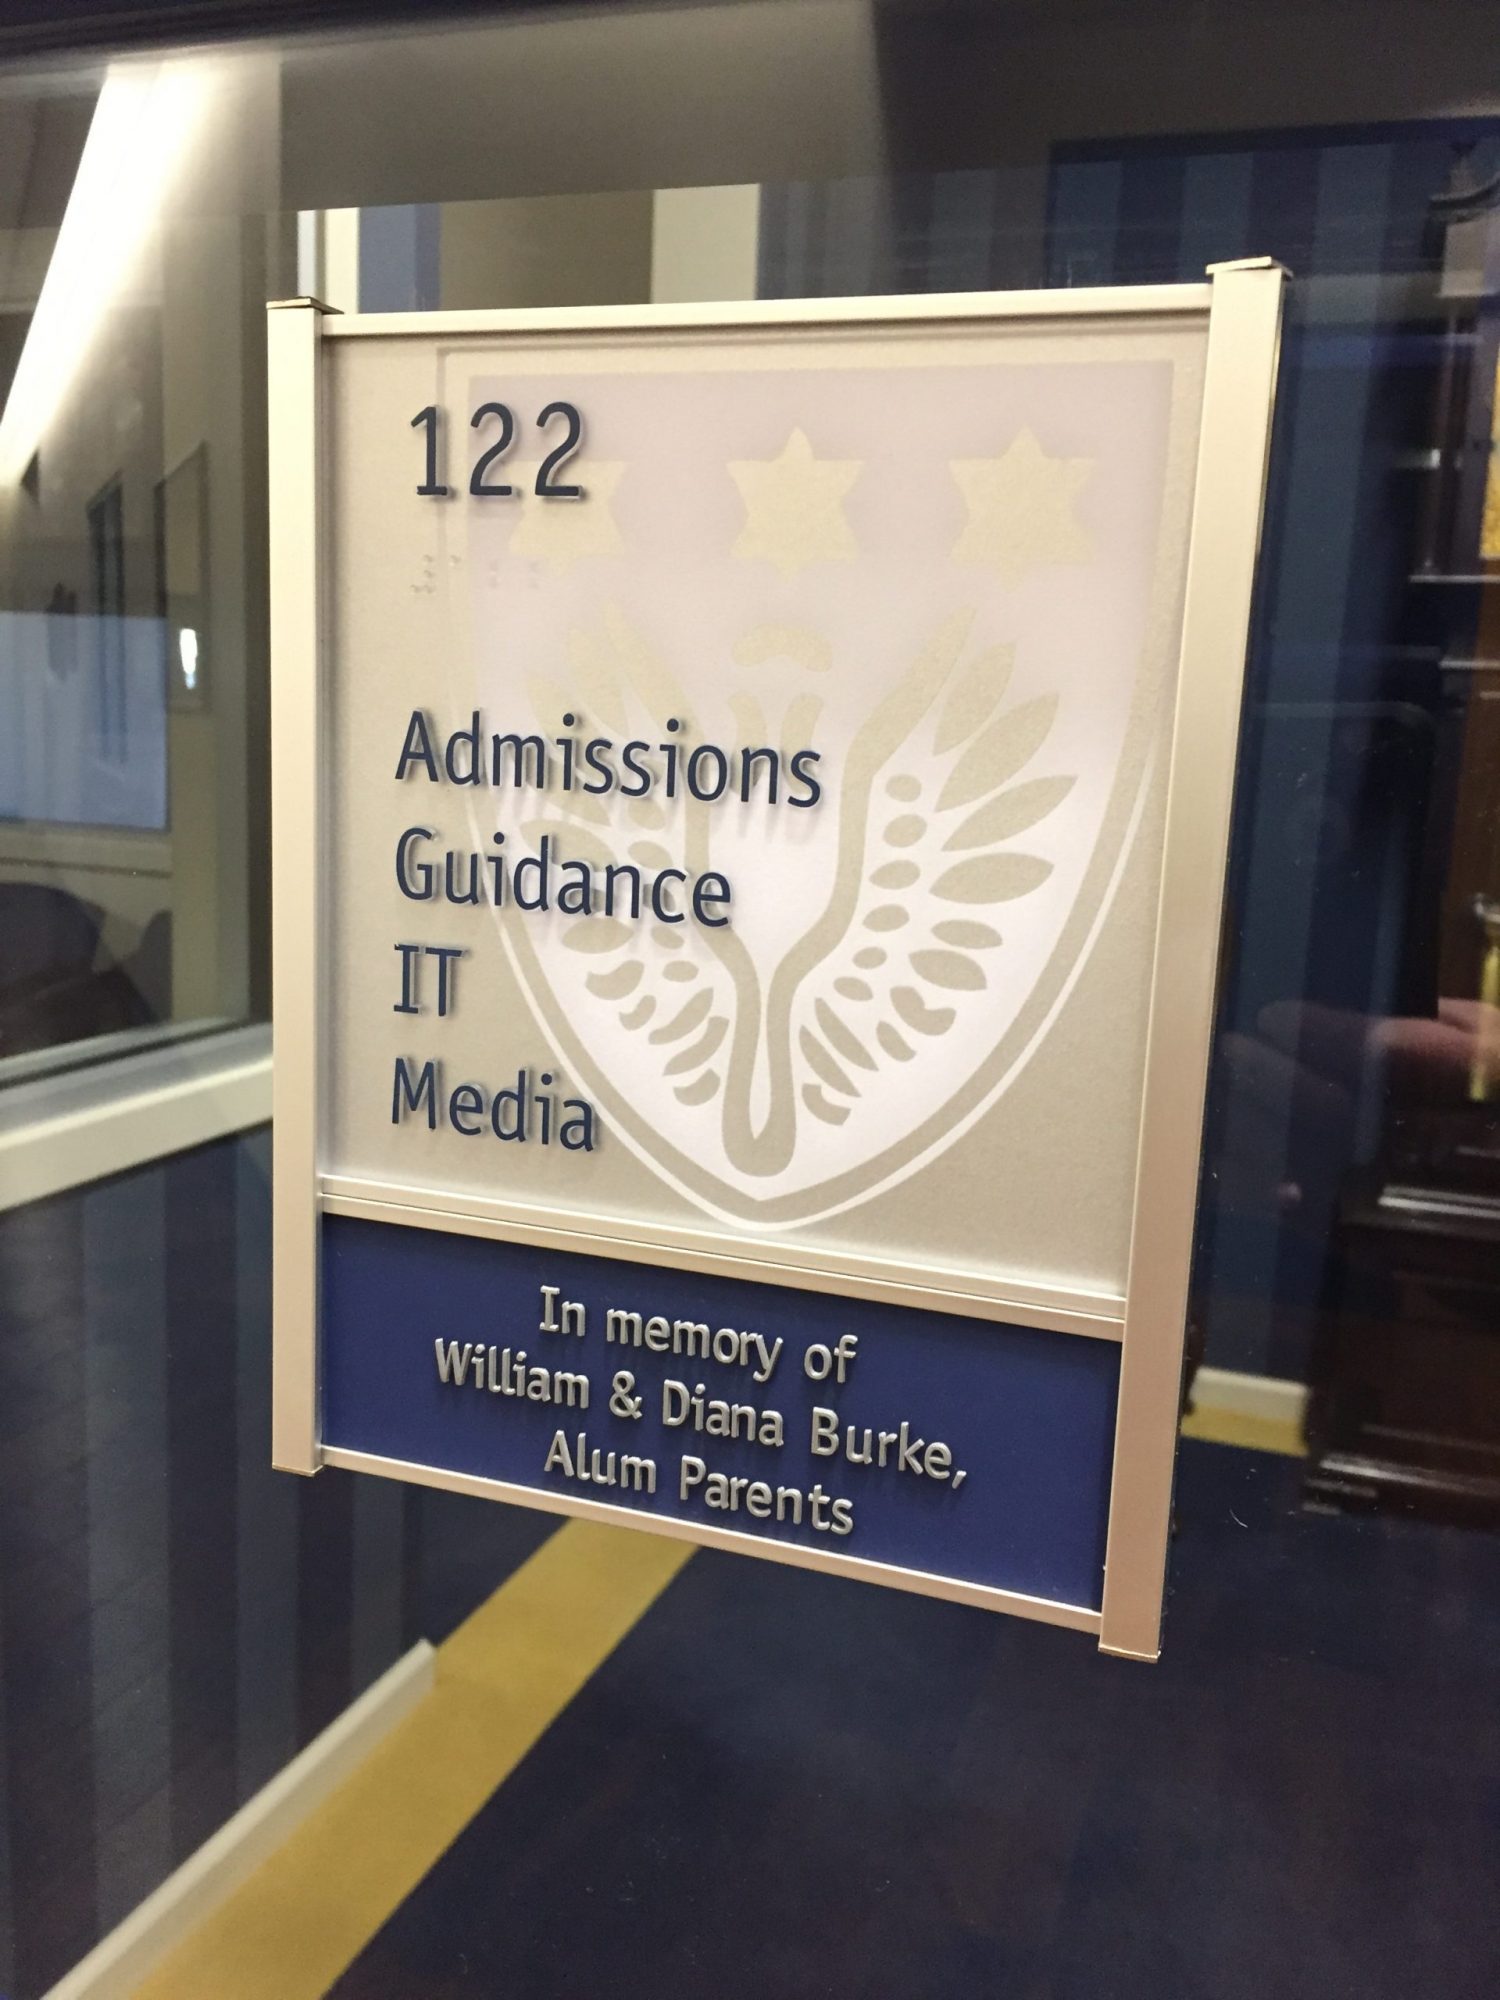 122
Admissions
Guidance
IT
Media
In memory of
William & Diana Burke,
Alum Parents